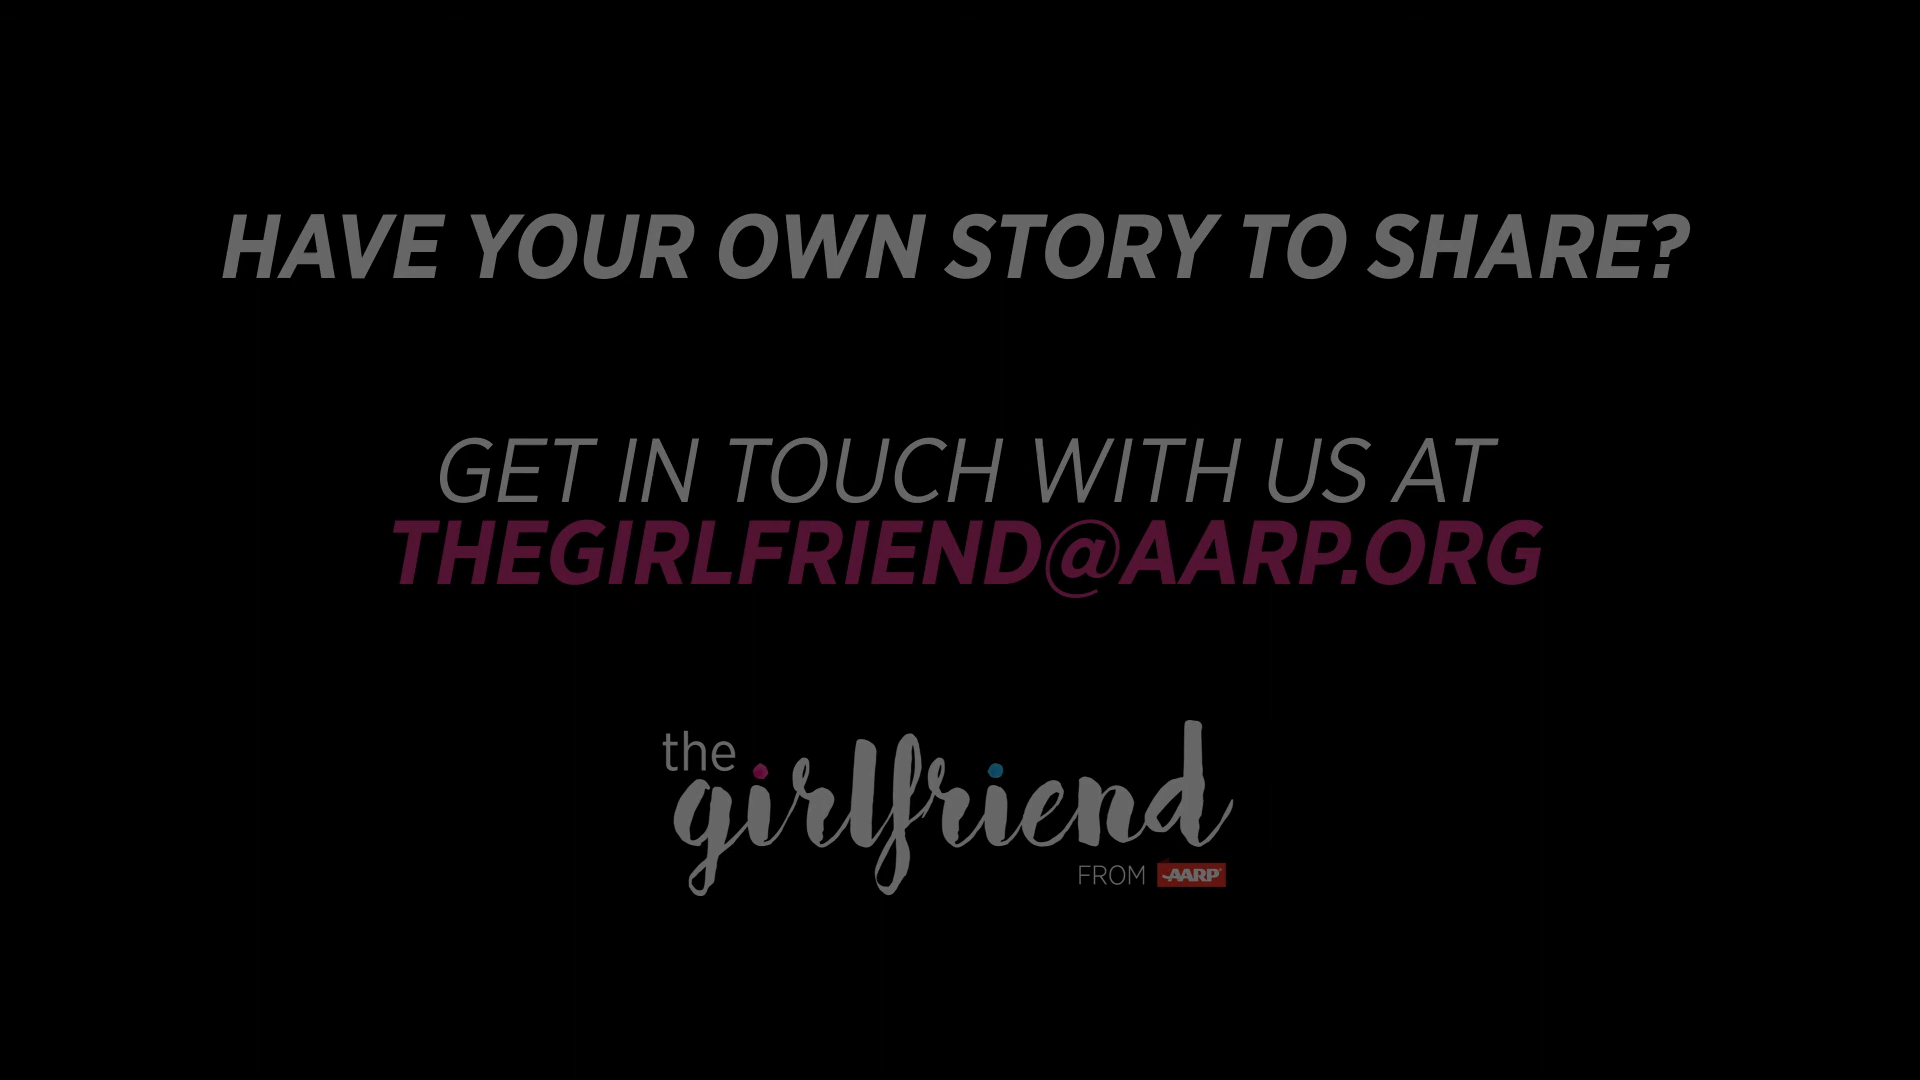 HAVE YOUR OWN STORY TO SHARE?
GET IN TOUCH WITH US AT
THEGIRLFRIEND@AARP.ORG
the
girlfriend
FROM AARP